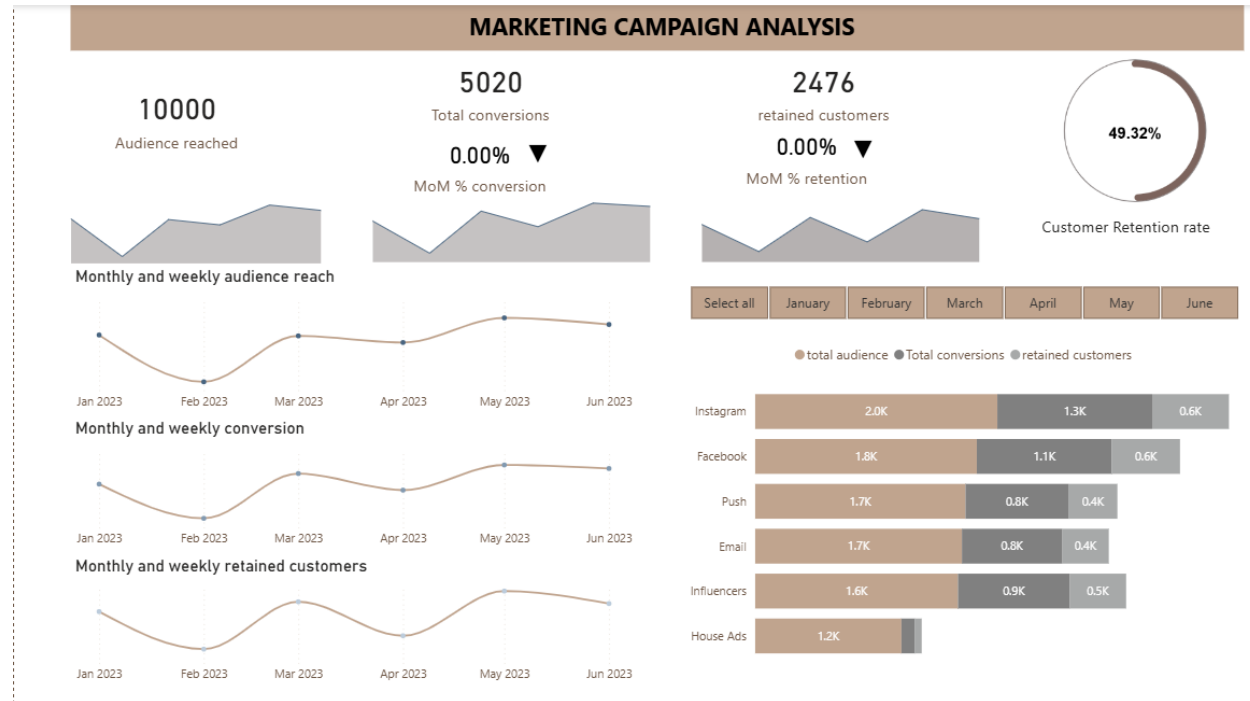 MARKETING CAMPAIGN ANALYSIS
10000
Audience reached
5020
Total conversions
0.00% ▼
MoM % conversion
2476
retained customers
0.00% ▼
MoM % retention
49.32%
Customer Retention rate
Monthly and weekly audience reach
Jan 2023 Feb 2023 Mar 2023 Apr 2023 May 2023 Jun 2023
Monthly and weekly conversion
Jan 2023 Feb 2023 Mar 2023 Apr 2023 May 2023 Jun 2023
Monthly and weekly retained customers
Jan 2023 Feb 2023 Mar 2023 Apr 2023 May 2023 Jun 2023
Select all January February March April May June
total audience Total conversions retained customers
Instagram 2.0K 1.3K 0.6K
Facebook 1.8K 1.1K 0.6K
Push 1.7K 0.8K 0.4K
Email 1.7K 0.8K 0.4K
Influencers 1.6K 0.9K 0.5K
House Ads 1.2K